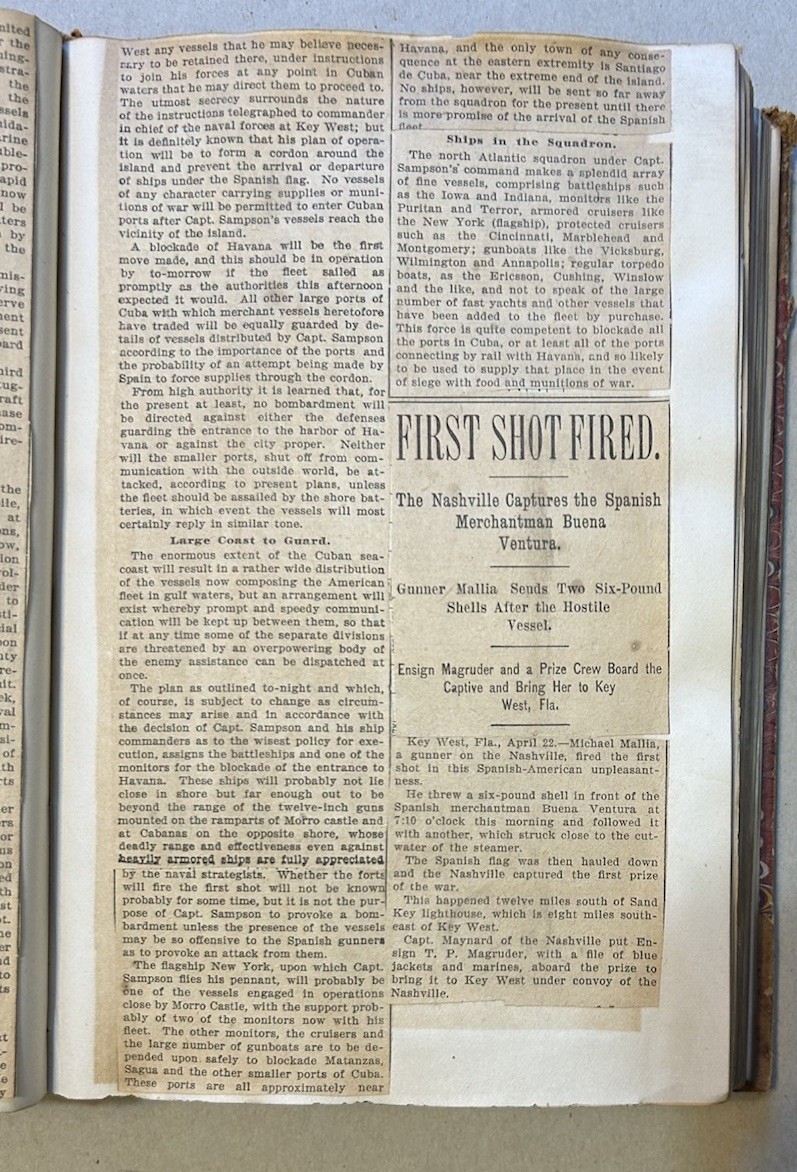 West any vessels that he may believe neces-
sary to be retained there, under instructions
to join his forces at any point in Cuban
waters that he may direct them to proceed to.
The utmost secrecy surrounds the nature
of the instructions telegraphed to commander
in chief of the naval forces at Key West; but
it is definitely known that his plan of opera-
tion will be to form a cordon around the
island and prevent the arrival or departure
of ships under the Spanish flag. No vessels
of any character carrying supplies or muni-
tions of war will be permitted to enter Cuban
ports after Capt. Sampson's vessels reach the
vicinity of the island.
A blockade of Havana will be the first
move made, and this should be in operation
by to-morrow if the fleet sailed as
promptly as the authorities this afternoon
expected it would. All other large ports of
Cuba with which merchant vessels heretofore
have traded will be equally guarded by de-
tails of vessels distributed by Capt. Sampson
according to the importance of the ports and
the probability of an attempt being made by
Spain to force supplies through the cordon.
From high authority it is learned that, for
the present at least, no bombardment will
be directed against either the defenses
guarding the entrance to the harbor of Ha-
vana or against the city proper. Neither
will the smaller ports, shut off from com-
munication with the outside world, be at-
tacked, according to present plans, unless
the fleet should be assailed by the shore bat-
teries, in which event the vessels will most
certainly reply in similar tone.
Large Coast to Guard.
The enormous extent of the Cuban sea-
coast will result in a rather wide distribution
of the vessels now composing the American
fleet in gulf waters, but an arrangement will
exist whereby prompt and speedy communi-
cation will be kept up between them, so that
if at any time some of the separate divisions
are threatened by an overpowering body of
the enemy assistance can be dispatched at
once.
The plan as outlined to-night and which,
of course, is subject to change as circum-
stances may arise and in accordance with
the decision of Capt. Sampson and his ship
commanders as to the wisest policy for exe-
cution, assigns the battleships and one of the
monitors for the blockade of the entrance to
Havana. These ships will probably not lie
close in shore but far enough out to be
beyond the range of the twelve-inch guns
mounted on the ramparts of Morro castle and
at Cabanas on the opposite shore, whose
deadly range and effectiveness even against
heavily armored ships are fully appreciated
by the naval strategists. Whether the forts
will fire the first shot will not be known
probably for some time, but it is not the pur-
pose of Capt. Sampson to provoke a bom-
bardment unless the presence of the vessels
may be so offensive to the Spanish gunners
as to provoke an attack from them.
The flagship New York, upon which Capt.
Sampson flies his pennant, will probably be
one of the vessels engaged in operations
close by Morro Castle, with the support prob-
ably of two of the monitors now with his
fleet. The other monitors, the cruisers and
the large number of gunboats are to be de-
pended upon safely to blockade Matanzas,
Sagua and the other smaller ports of Cuba.
These ports are all approximately near
Havana, and the only town of any conse-
quence at the eastern extremity is Santiago
de Cuba, near the extreme end of the island.
No ships, however, will be sent so far away
from the squadron for the present until there
is more promise of the arrival of the Spanish
fleet.
Ships in the Squadron.
The north Atlantic squadron under Capt.
Sampson's command makes a splendid array
of fine vessels, comprising battleships such
as the Iowa and Indiana, monitors like the
Puritan and Terror, armored cruisers like
the New York (flagship), protected cruisers
such as the Cincinnati, Marblehead and
Montgomery; gunboats like the Vicksburg,
Wilmington and Annapolis; regular torpedo
boats, as the Ericsson, Cushing, Winslow
and the like, and not to speak of the large
number of fast yachts and other vessels that
have been added to the fleet by purchase.
This force is quite competent to blockade all
the ports in Cuba, or at least all of the ports
connecting by rail with Havana, and so likely
to be used to supply that place in the event
of siege with food and munitions of war.
FIRST SHOT FIRED.
The Nashville Captures the Spanish
Merchantman Buena
Ventura.
Gunner Mallia Sends Two Six-Pound
Shells After the Hostile
Vessel.
Ensign Magruder and a Prize Crew Board the
Captive and Bring Her to Key
West, Fla.
Key West, Fla., April 22.—Michael Mallia,
a gunner on the Nashville, fired the first
shot in this Spanish-American unpleasant-
ness.
He threw a six-pound shell in front of the
Spanish merchantman Buena Ventura at
7:10 o'clock this morning and followed it
with another, which struck close to the cut-
water of the steamer.
The Spanish flag was then hauled down
and the Nashville captured the first prize
of the war.
This happened twelve miles south of Sand
Key lighthouse, which is eight miles south-
east of Key West.
Capt. Maynard of the Nashville put En-
sign T. P. Magruder, with a file of blue
jackets and marines, aboard the prize to
bring it to Key West under convoy of the
Nashville.